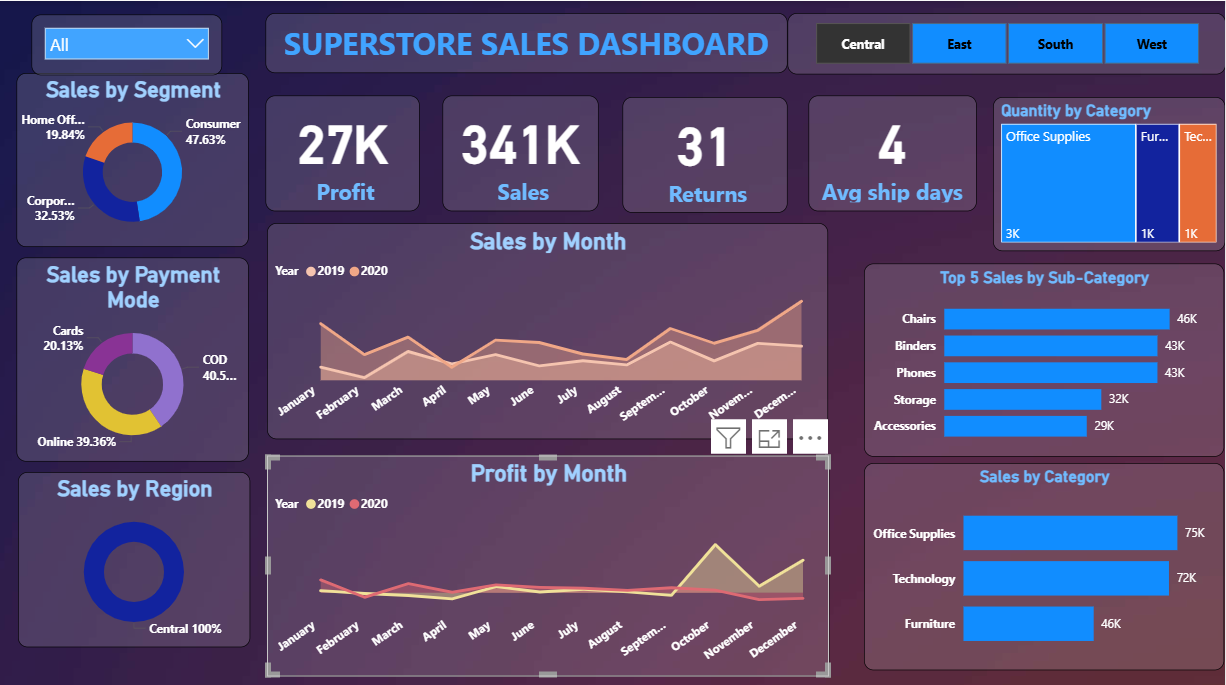 All
SUPERSTORE SALES DASHBOARD
Central
East
South
West
Sales by Segment
Home Off...
19.84%
Consumer
47.63%
Corpor...
32.53%
27K
Profit
341K
Sales
31
Returns
4
Avg ship days
Quantity by Category
Office Supplies
Fur...
Tec...
3K
1K
1K
Sales by Month
Year 2019 2020
January
February
March
April
May
June
July
August
Septem...
October
Novem...
Decem...
Sales by Payment
Mode
Cards
20.13%
COD
40.5...
Online 39.36%
Top 5 Sales by Sub-Category
Chairs 46K
Binders 43K
Phones 43K
Storage 32K
Accessories 29K
Profit by Month
Year 2019 2020
January
February
March
April
May
June
July
August
Septem...
October
November
December
Sales by Region
Central 100%
Sales by Category
Office Supplies 75K
Technology 72K
Furniture 46K